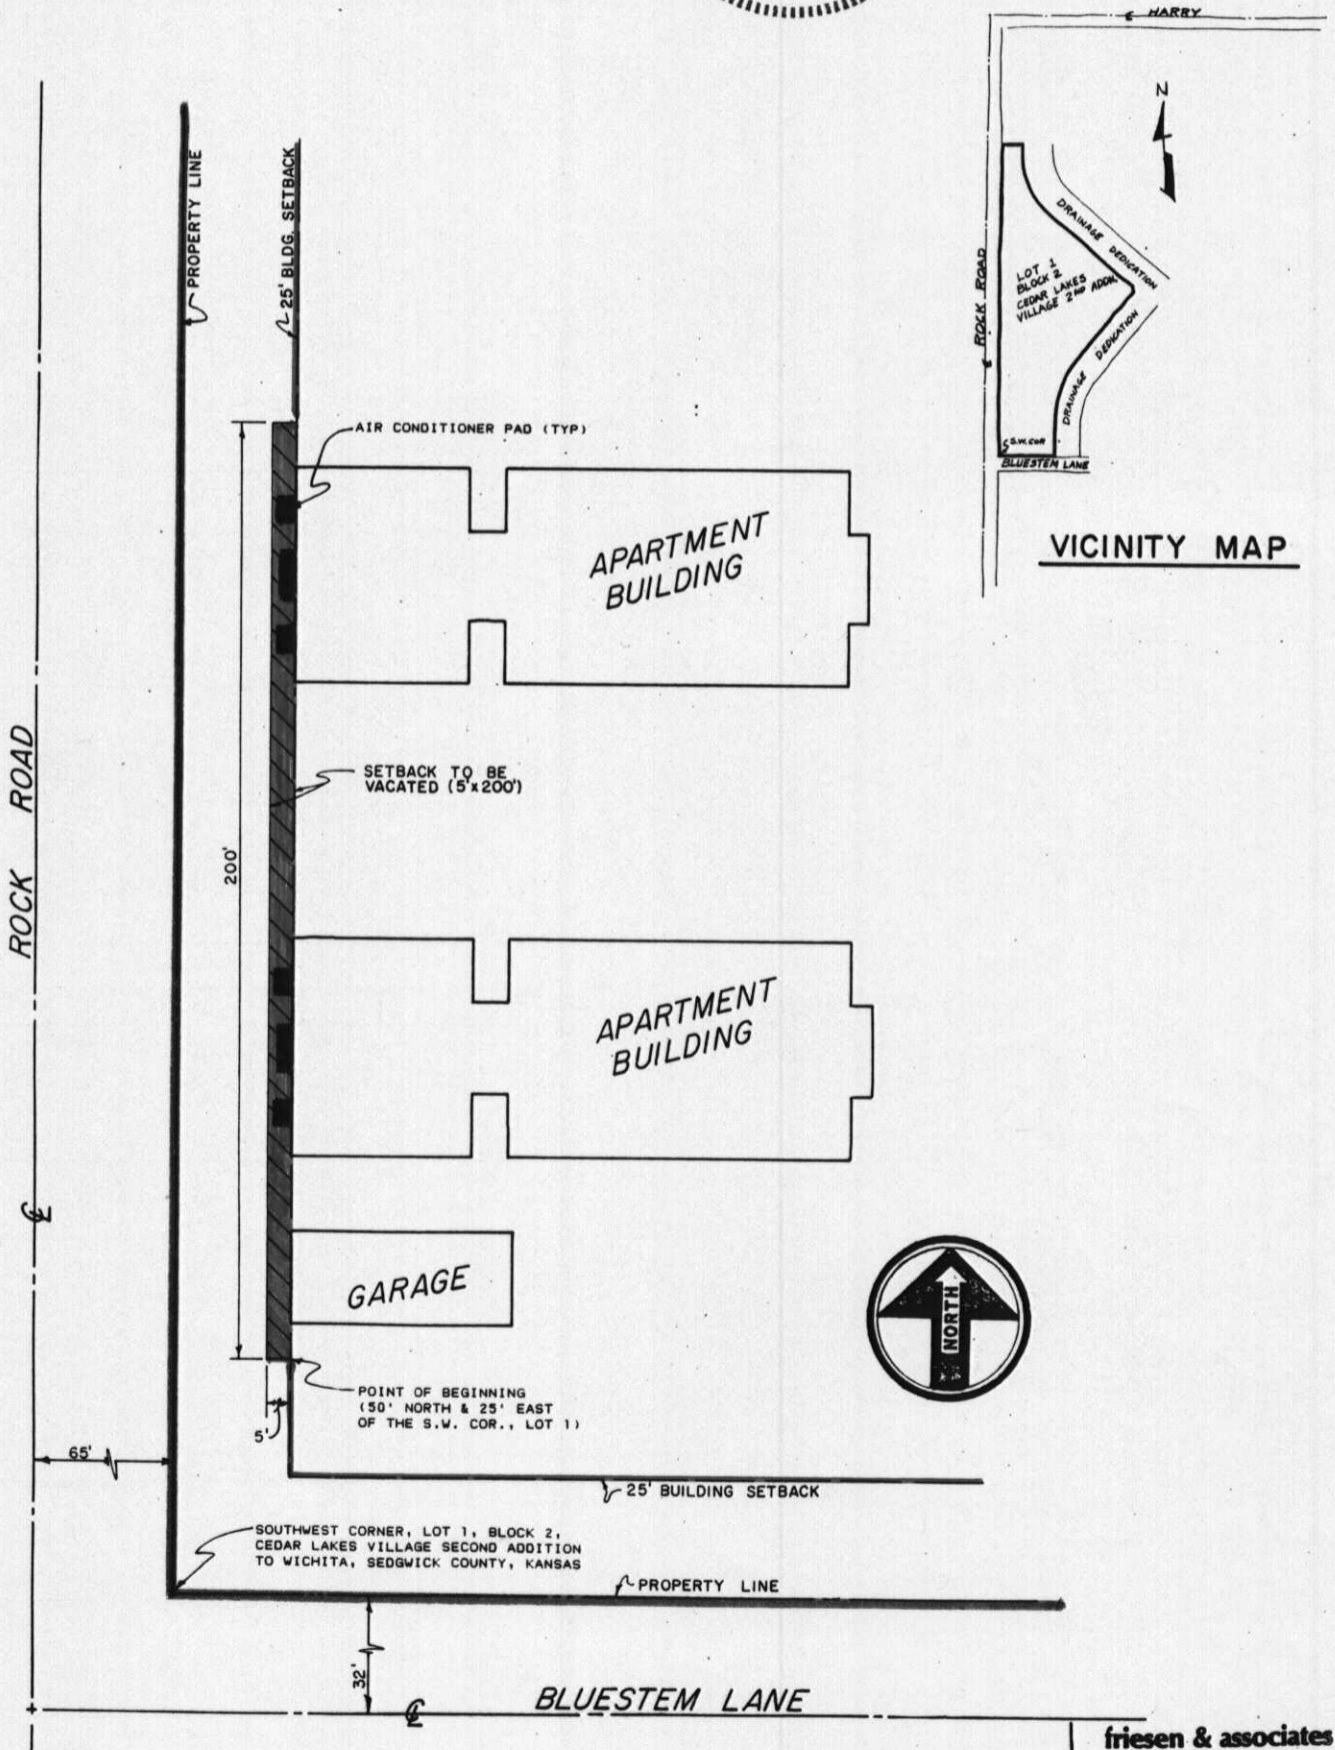 HARRY
N
PROPERTY LINE
25' BLDG. SETBACK
DRAINAGE DEDICATION
LOT 1
BLOCK 2
CEDAR LAKES
VILLAGE 2ND ADDN.
ROCK ROAD
DRAINAGE DEDICATION
S.W. COR
BLUESTEM LANE
VICINITY MAP
AIR CONDITIONER PAD (TYP)
APARTMENT
BUILDING
SETBACK TO BE
VACATED (5'x200')
ROCK ROAD
200'
APARTMENT
BUILDING
GARAGE
NORTH
POINT OF BEGINNING
(50' NORTH & 25' EAST
OF THE S.W. COR., LOT 1)
5'
65'
25' BUILDING SETBACK
SOUTHWEST CORNER, LOT 1, BLOCK 2,
CEDAR LAKES VILLAGE SECOND ADDITION
TO WICHITA, SEDGWICK COUNTY, KANSAS
PROPERTY LINE
32'
BLUESTEM LANE
friesen & associates